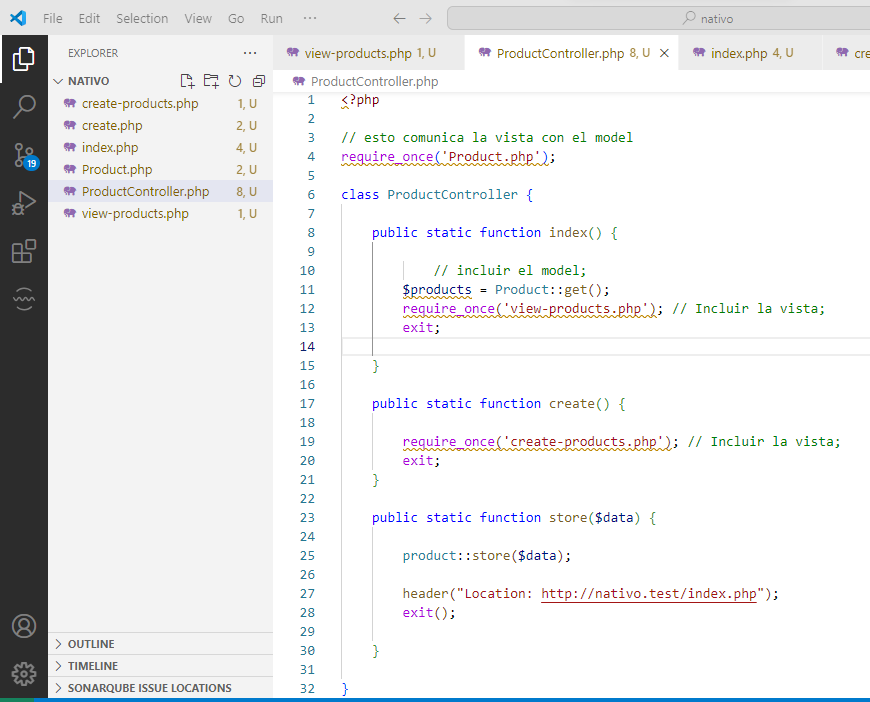 File Edit Selection View Go Run ··· nativo
EXPLORER ···
NATIVO
create-products.php 1, U
create.php 2, U
index.php 4, U
Product.php 2, U
ProductController.php 8, U
view-products.php 1, U
19
OUTLINE
TIMELINE
SONARQUBE ISSUE LOCATIONS
view-products.php 1, U ProductController.php 8, U index.php 4, U cre
ProductController.php
1 <?php
2
3 // esto comunica la vista con el model
4 require_once('Product.php');
5
6 class ProductController {
7
8 public static function index() {
9
10 // incluir el model;
11 $products = Product::get();
12 require_once('view-products.php'); // Incluir la vista;
13 exit;
14
15 }
16
17 public static function create() {
18
19 require_once('create-products.php'); // Incluir la vista;
20 exit;
21 }
22
23 public static function store($data) {
24
25 product::store($data);
26
27 header("Location: http://nativo.test/index.php");
28 exit();
29
30 }
31
32 }